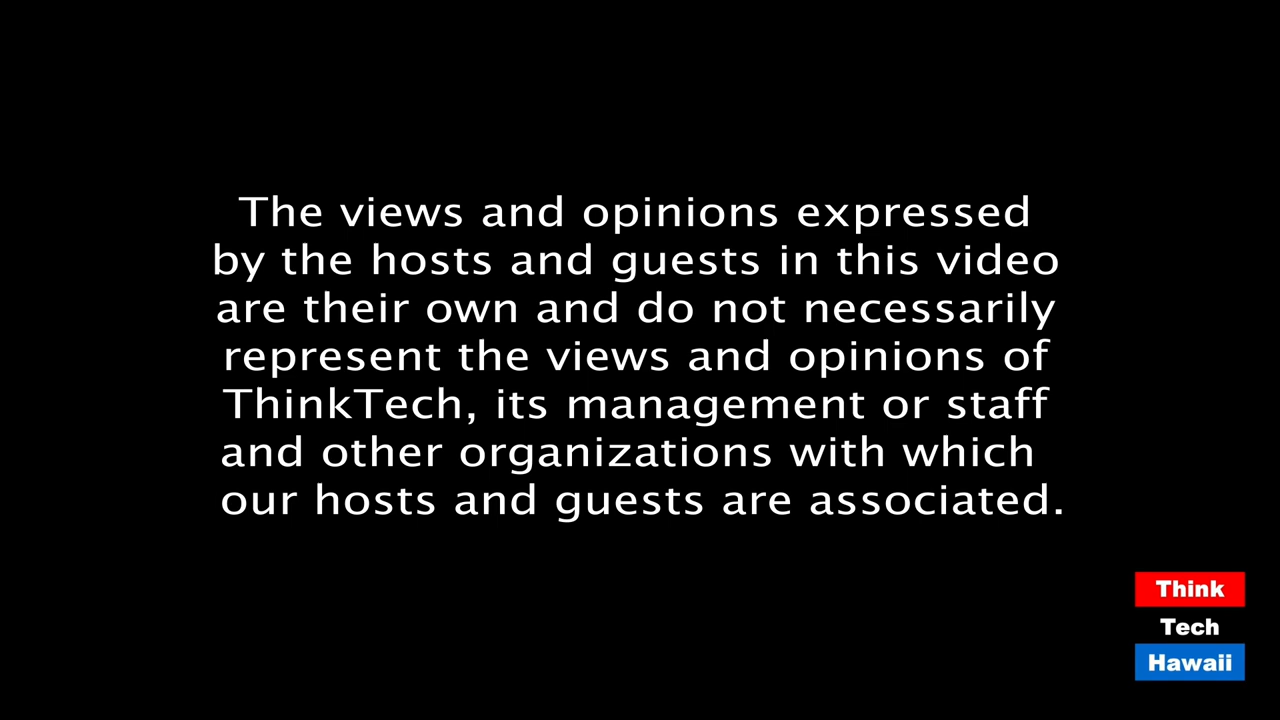 The views and opinions expressed
by the hosts and guests in this video
are their own and do not necessarily
represent the views and opinions of
ThinkTech, its management or staff
and other organizations with which
our hosts and guests are associated.
Think
Tech
Hawaii